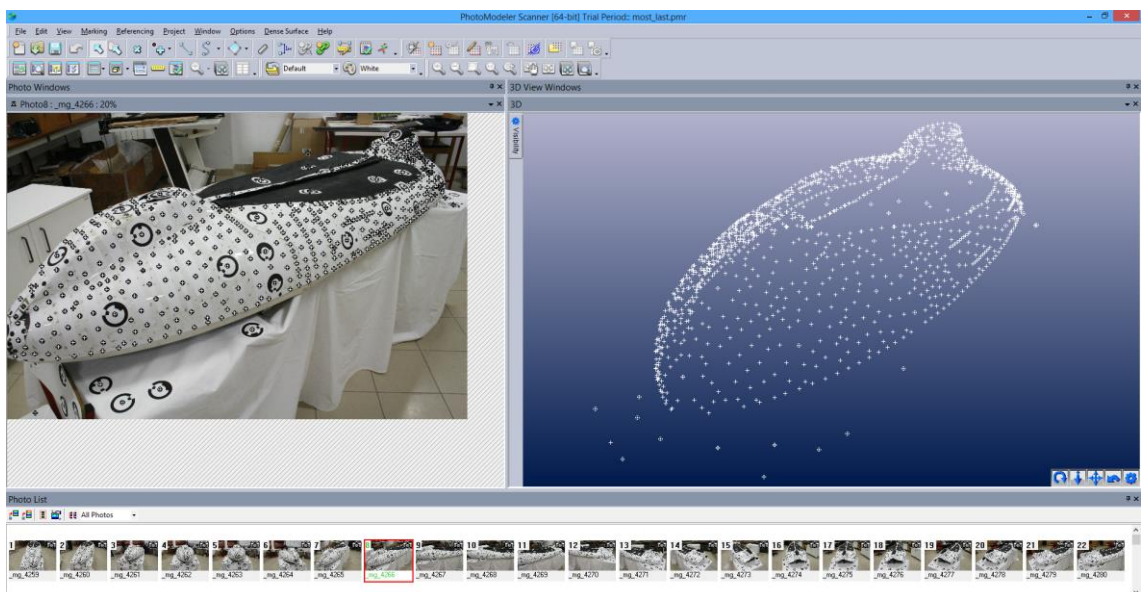 PhotoModeler Scanner [64-bit] Trial Period:: most_last.pmr
File Edit View Marking Referencing Project Window Options Dense Surface Help
Default White
Photo Windows
3D View Windows
Photo8 : _mg_4266 : 20%
3D
Visibility
Photo List
All Photos
1 2 3 4 5 6 7 8 9 10 11 12 13 14 15 16 17 18 19 20 21 22
_mg_4259 _mg_4260 _mg_4261 _mg_4262 _mg_4263 _mg_4264 _mg_4265 _mg_4266 _mg_4267 _mg_4268 _mg_4269 _mg_4270 _mg_4271 _mg_4272 _mg_4273 _mg_4274 _mg_4275 _mg_4276 _mg_4277 _mg_4278 _mg_4279 _mg_4280